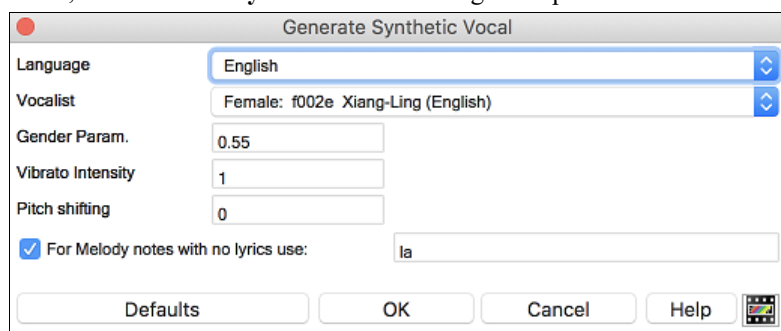 Generate Synthetic Vocal
Language English
Vocalist Female: f002e Xiang-Ling (English)
Gender Param. 0.55
Vibrato Intensity 1
Pitch shifting 0
For Melody notes with no lyrics use: la
Defaults OK Cancel Help